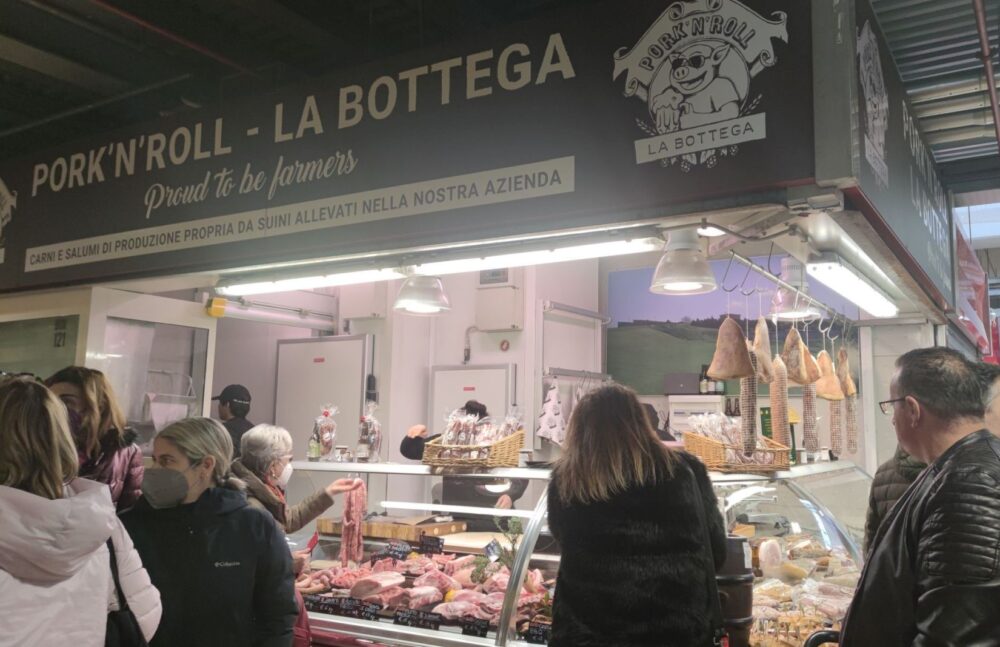 PORK'N'ROLL - LA BOTTEGA
Proud to be farmers
CARNI E SALUMI DI PRODUZIONE PROPRIA DA SUINI ALLEVATI NELLA NOSTRA AZIENDA
PORK'N'ROLL
LA BOTTEGA
121
Columbia